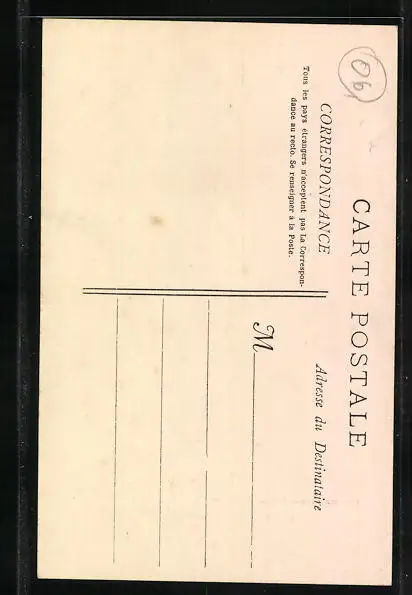 06
CARTE POSTALE
CORRESPONDANCE
Tous les pays étrangers n'acceptent pas La Correspon-
dance au recto. Se renseigner à la Poste.
Adresse du Destinataire
M